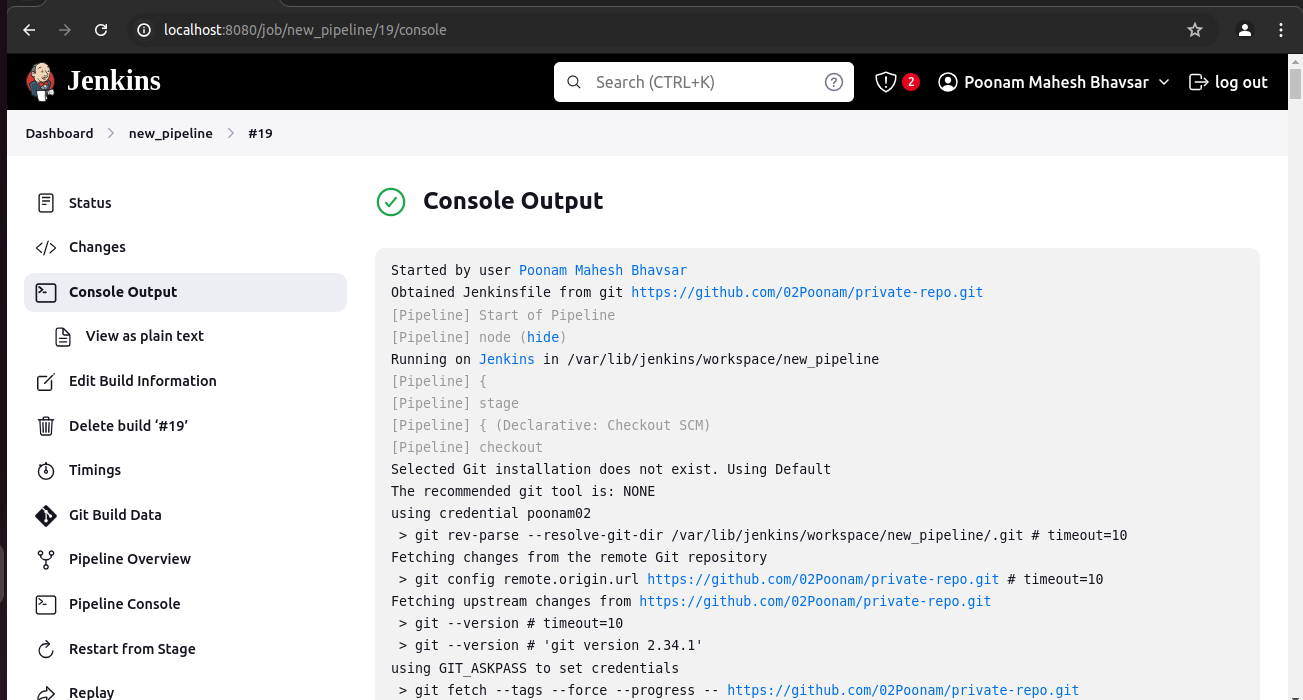 localhost:8080/job/new_pipeline/19/console
Jenkins
Search (CTRL+K)
?
! 2
Poonam Mahesh Bhavsar
log out
Dashboard > new_pipeline > #19
Status
Changes
Console Output
View as plain text
Edit Build Information
Delete build ‘#19’
Timings
Git Build Data
Pipeline Overview
Pipeline Console
Restart from Stage
Replay
Console Output
Started by user Poonam Mahesh Bhavsar
Obtained Jenkinsfile from git https://github.com/02Poonam/private-repo.git
[Pipeline] Start of Pipeline
[Pipeline] node (hide)
Running on Jenkins in /var/lib/jenkins/workspace/new_pipeline
[Pipeline] {
[Pipeline] stage
[Pipeline] { (Declarative: Checkout SCM)
[Pipeline] checkout
Selected Git installation does not exist. Using Default
The recommended git tool is: NONE
using credential poonam02
 > git rev-parse --resolve-git-dir /var/lib/jenkins/workspace/new_pipeline/.git # timeout=10
Fetching changes from the remote Git repository
 > git config remote.origin.url https://github.com/02Poonam/private-repo.git # timeout=10
Fetching upstream changes from https://github.com/02Poonam/private-repo.git
 > git --version # timeout=10
 > git --version # 'git version 2.34.1'
using GIT_ASKPASS to set credentials
 > git fetch --tags --force --progress -- https://github.com/02Poonam/private-repo.git